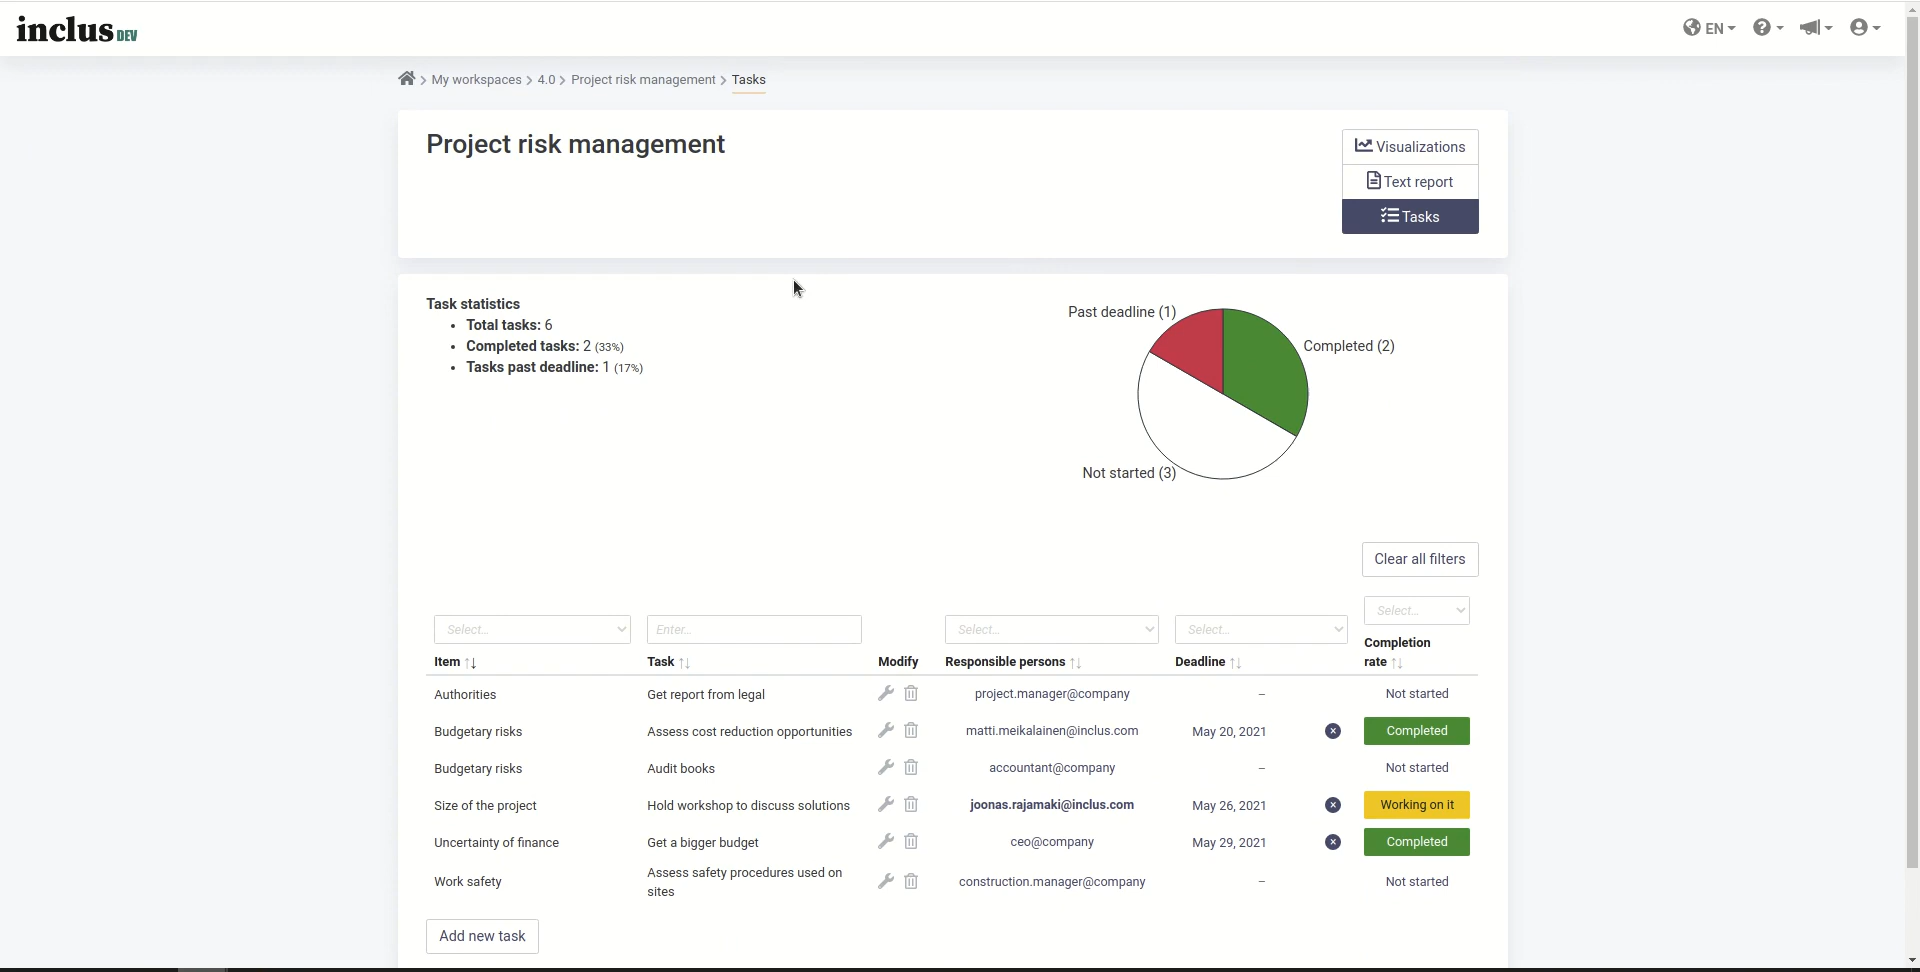 inclus DEV
EN
My workspaces > 4.0 > Project risk management > Tasks
Project risk management
Visualizations
Text report
Tasks
Task statistics
• Total tasks: 6
• Completed tasks: 2 (33%)
• Tasks past deadline: 1 (17%)
Past deadline (1)
Completed (2)
Not started (3)
Clear all filters
Select... Enter... Select... Select... Select...
Item Task Modify Responsible persons Deadline Completion
rate
Authorities Get report from legal project.manager@company – Not started
Budgetary risks Assess cost reduction opportunities matti.meikalainen@inclus.com May 20, 2021 Completed
Budgetary risks Audit books accountant@company – Not started
Size of the project Hold workshop to discuss solutions joonas.rajamaki@inclus.com May 26, 2021 Working on it
Uncertainty of finance Get a bigger budget ceo@company May 29, 2021 Completed
Work safety Assess safety procedures used on construction.manager@company – Not started
sites
Add new task